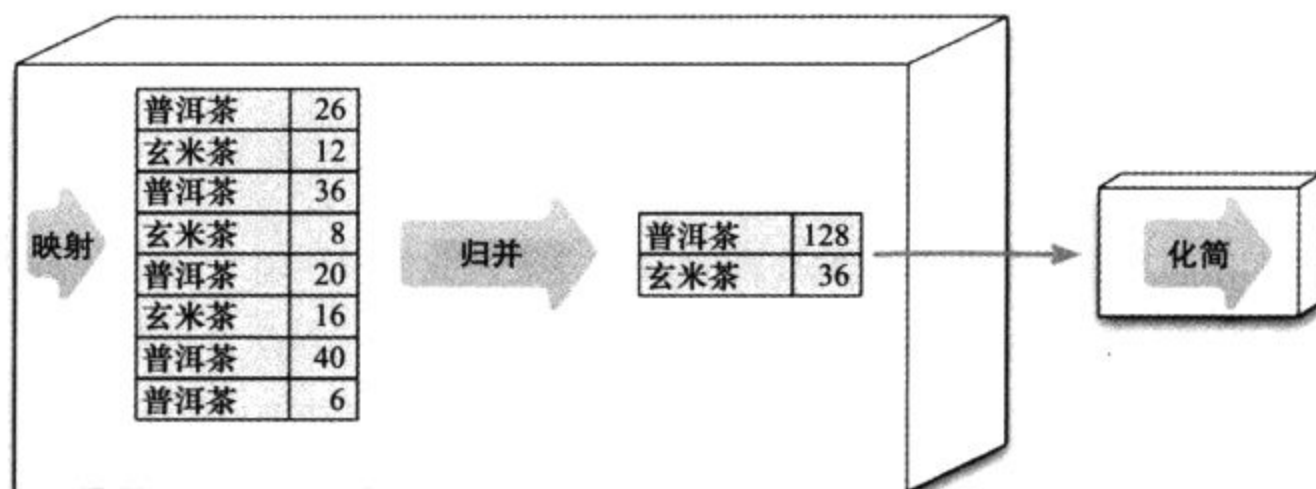 映射
普洱茶 26
玄米茶 12
普洱茶 36
玄米茶 8
普洱茶 20
玄米茶 16
普洱茶 40
普洱茶 6
归并
普洱茶 128
玄米茶 36
化简